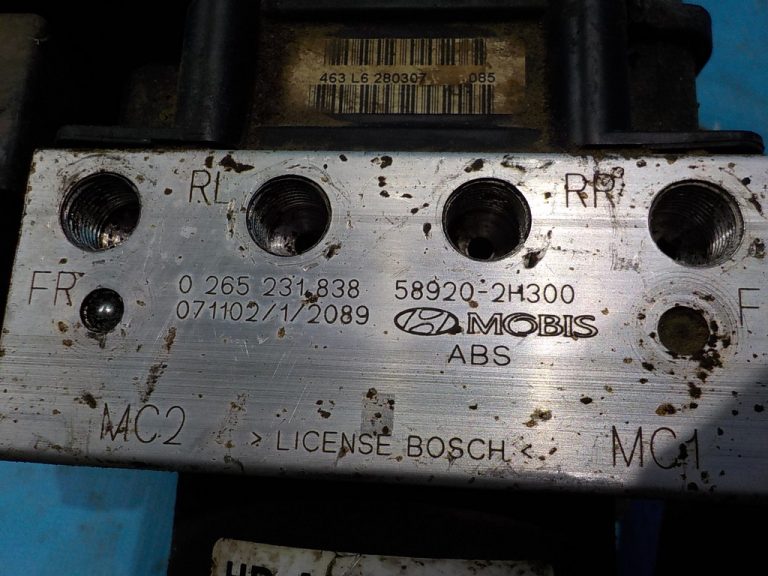 463 L6 280307 085
RL RR
FR F
0 265 231 838 58920-2H300
071102/1/2089 MOBIS
ABS
MC2 > LICENSE BOSCH < MC1